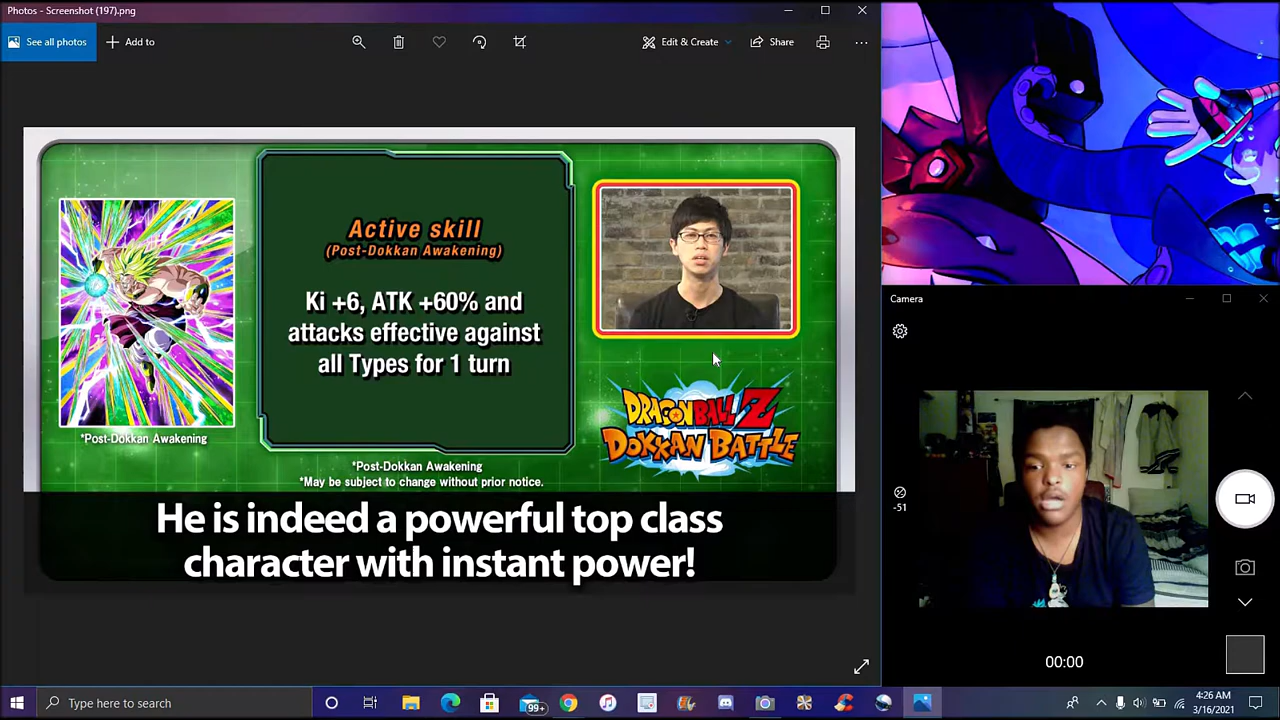 Photos - Screenshot (197).png
See all photos
Add to
Edit & Create
Share
Active skill
(Post-Dokkan Awakening)
Ki +6, ATK +60% and
attacks effective against
all Types for 1 turn
*Post-Dokkan Awakening
DRAGON BALL Z
DOKKAN BATTLE
*Post-Dokkan Awakening
*May be subject to change without prior notice.
He is indeed a powerful top class
character with instant power!
Camera
-51
00:00
Type here to search
99+
4:26 AM
3/16/2021